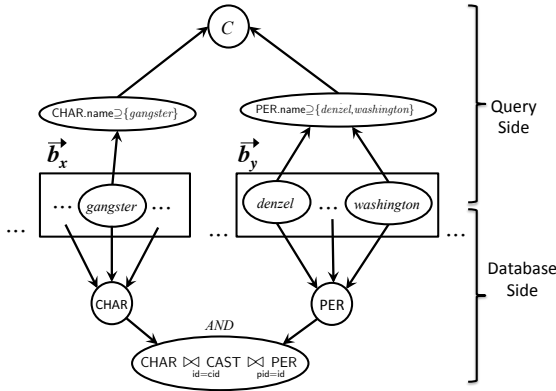 C
CHAR.name⊇{gangster}
PER.name⊇{denzel,washington}
Query
Side
b⃗x
b⃗y
... gangster ...
denzel ... washington
... ... ...
Database
Side
CHAR
PER
AND
CHAR ⋈ CAST ⋈ PER
id=cid pid=id